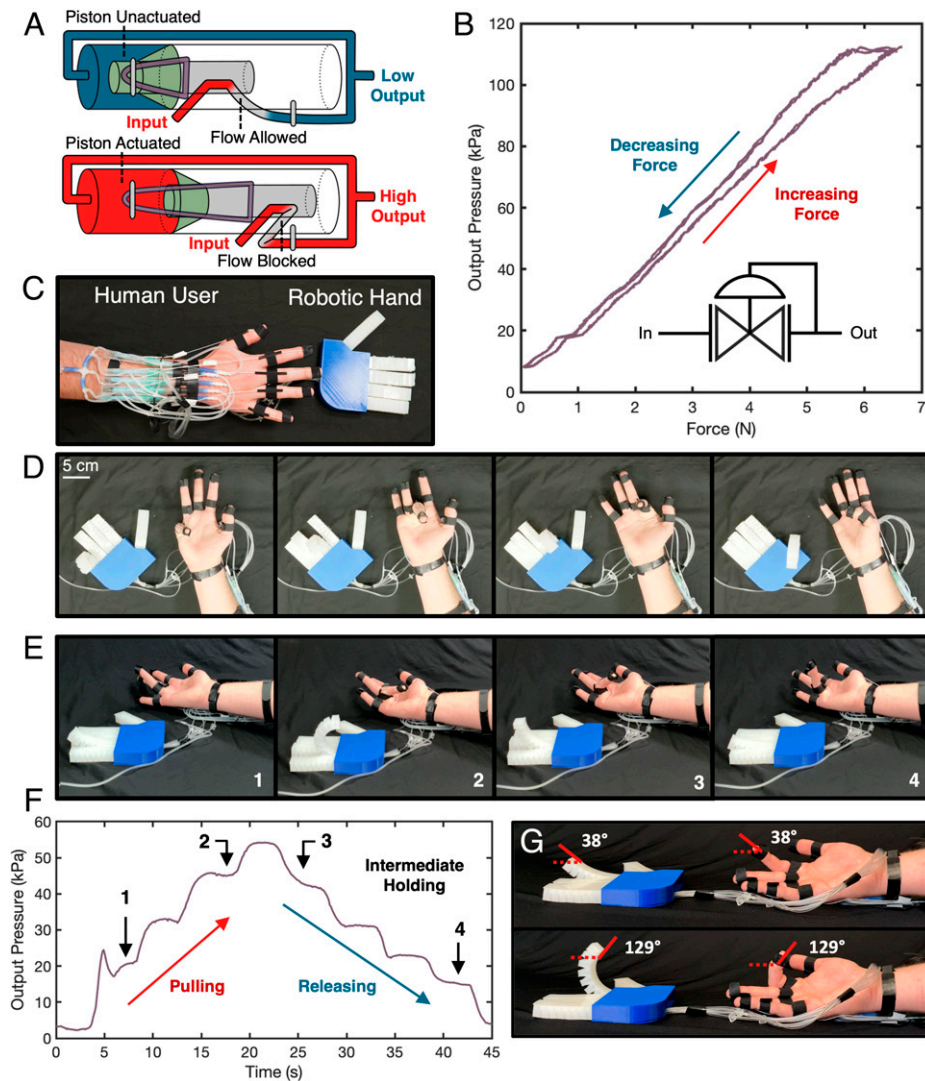 A
Piston Unactuated
Low
Output
Input
Flow Allowed
Piston Actuated
High
Output
Input
Flow Blocked
B
120
100
80
60
40
20
0
Output Pressure (kPa)
Decreasing
Force
Increasing
Force
In
Out
0
1
2
3
4
5
6
7
Force (N)
C
Human User
Robotic Hand
D
5 cm
E
1
2
3
4
F
60
50
40
30
20
10
0
Output Pressure (kPa)
1
2
3
4
Intermediate
Holding
Pulling
Releasing
0
5
10
15
20
25
30
35
40
45
Time (s)
G
38°
38°
129°
129°